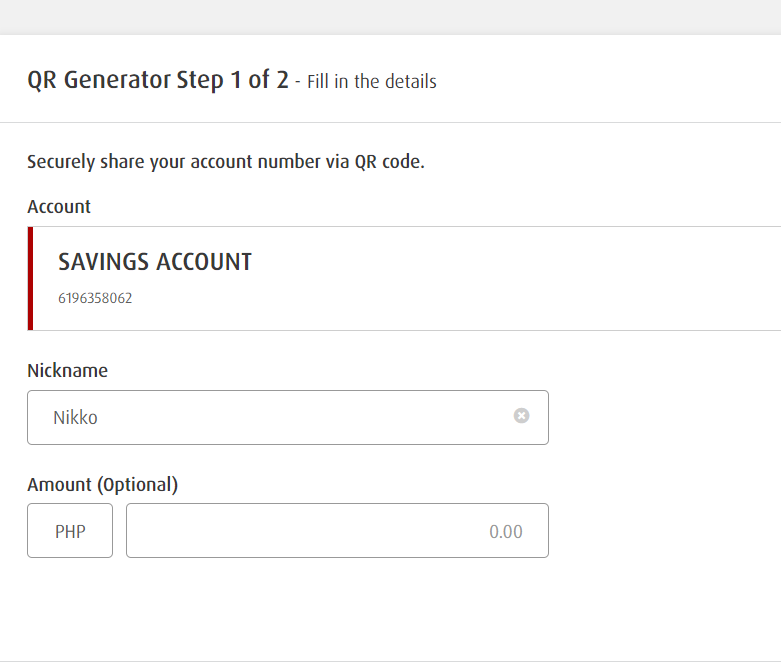 QR Generator Step 1 of 2 - Fill in the details
Securely share your account number via QR code.
Account
SAVINGS ACCOUNT
6196358062
Nickname
Nikko
Amount (Optional)
PHP 0.00